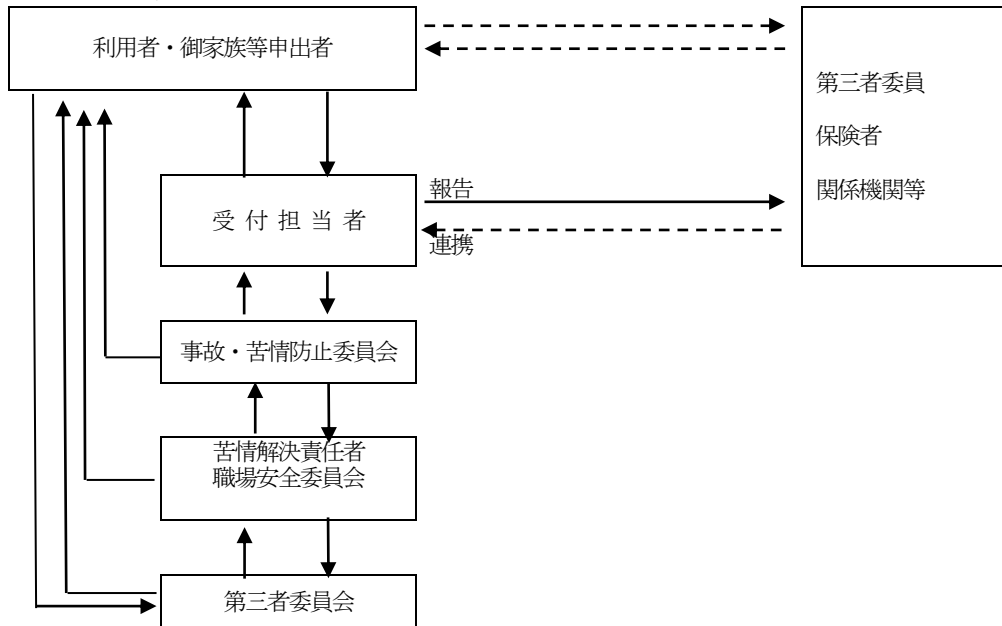 利用者・御家族等申出者
第三者委員
保険者
関係機関等
報告
受 付 担 当 者
連携
事故・苦情防止委員会
苦情解決責任者
職場安全委員会
第三者委員会